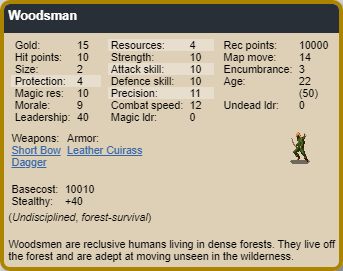 Woodsman
Gold: 15 Resources: 4 Rec points: 10000
Hit points: 10 Strength: 10 Map move: 14
Size: 2 Attack skill: 10 Encumbrance: 3
Protection: 4 Defence skill: 10 Age: 22
Magic res: 10 Precision: 11 (50)
Morale: 9 Combat speed: 12 Undead ldr: 0
Leadership: 40 Magic ldr: 0
Weapons: Armor:
Short Bow Leather Cuirass
Dagger
Basecost: 10010
Stealthy: +40
(Undisciplined, forest-survival)
Woodsmen are reclusive humans living in dense forests. They live off
the forest and are adept at moving unseen in the wilderness.